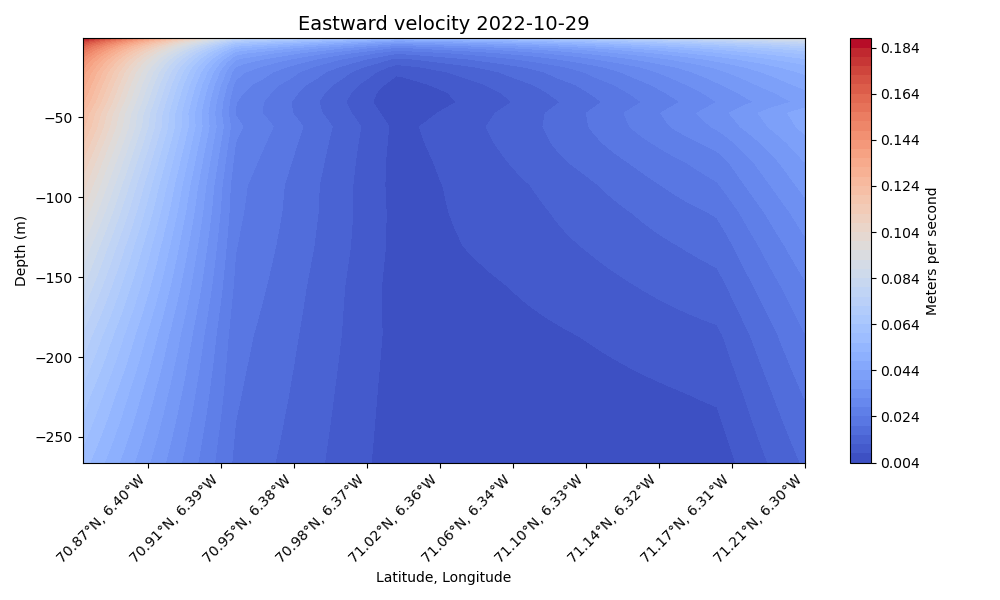 Eastward velocity 2022-10-29
Depth (m)
−50
−100
−150
−200
−250
70.87°N, 6.40°W
70.91°N, 6.39°W
70.95°N, 6.38°W
70.98°N, 6.37°W
71.02°N, 6.36°W
71.06°N, 6.34°W
71.10°N, 6.33°W
71.14°N, 6.32°W
71.17°N, 6.31°W
71.21°N, 6.30°W
Latitude, Longitude
0.184
0.164
0.144
0.124
0.104
0.084
0.064
0.044
0.024
0.004
Meters per second